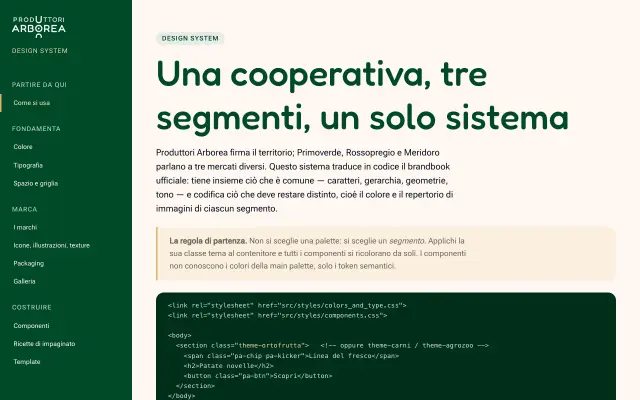 PRODUTTORI
ARBOREA
DESIGN SYSTEM
PARTIRE DA QUI
Come si usa
FONDAMENTA
Colore
Tipografia
Spazio e griglia
MARCA
I marchi
Icone, illustrazioni, texture
Packaging
Galleria
COSTRUIRE
Componenti
Ricette di impaginato
Template
DESIGN SYSTEM
Una cooperativa, tre
segmenti, un solo sistema
Produttori Arborea firma il territorio; Primoverde, Rossopregio e Meridoro
parlano a tre mercati diversi. Questo sistema traduce in codice il brandbook
ufficiale: tiene insieme ciò che è comune — caratteri, gerarchia, geometrie,
tono — e codifica ciò che deve restare distinto, cioè il colore e il repertorio di
immagini di ciascun segmento.
La regola di partenza. Non si sceglie una palette: si sceglie un segmento. Applichi la
sua classe tema al contenitore e tutti i componenti si ricolorano da soli. I componenti
non conoscono i colori della main palette, solo i token semantici.
<link rel="stylesheet" href="src/styles/colors_and_type.css">
<link rel="stylesheet" href="src/styles/components.css">
<body>
<section class="theme-ortofrutta"> <!-- oppure theme-carni / theme-agrozoo -->
<span class="pa-chip pa-kicker">Linea del fresco</span>
<h2>Patate novelle</h2>
<button class="pa-btn">Scopri</button>
</section>
</body>